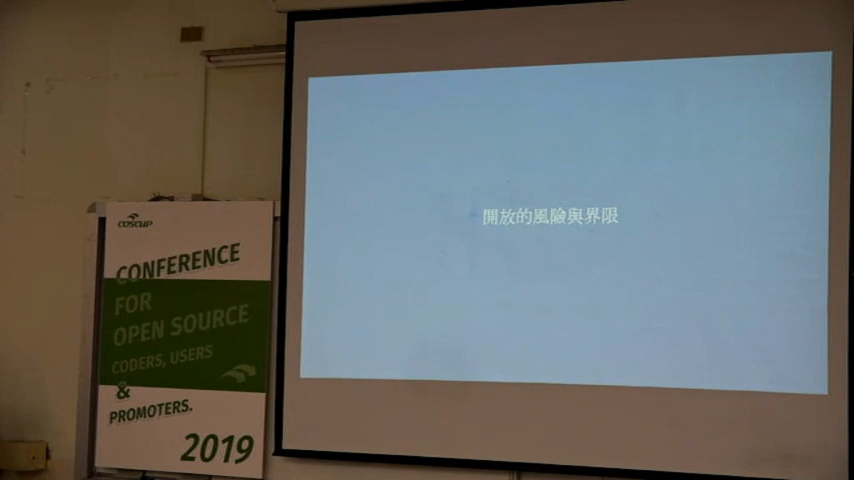 COSCUP
CONFERENCE
FOR
OPEN SOURCE
CODERS, USERS
&
PROMOTERS.
2019
開放的風險與界限